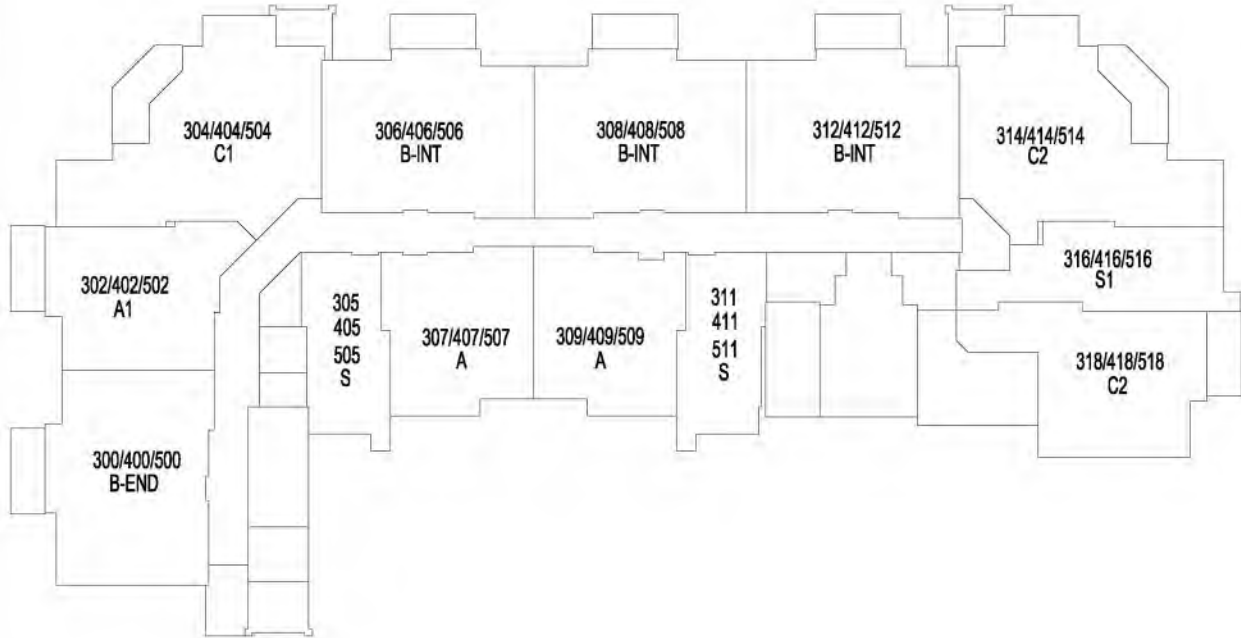 304/404/504
C1
306/406/506
B-INT
308/408/508
B-INT
312/412/512
B-INT
314/414/514
C2
302/402/502
A1
305
405
505
S
307/407/507
A
309/409/509
A
311
411
511
S
316/416/516
S1
318/418/518
C2
300/400/500
B-END